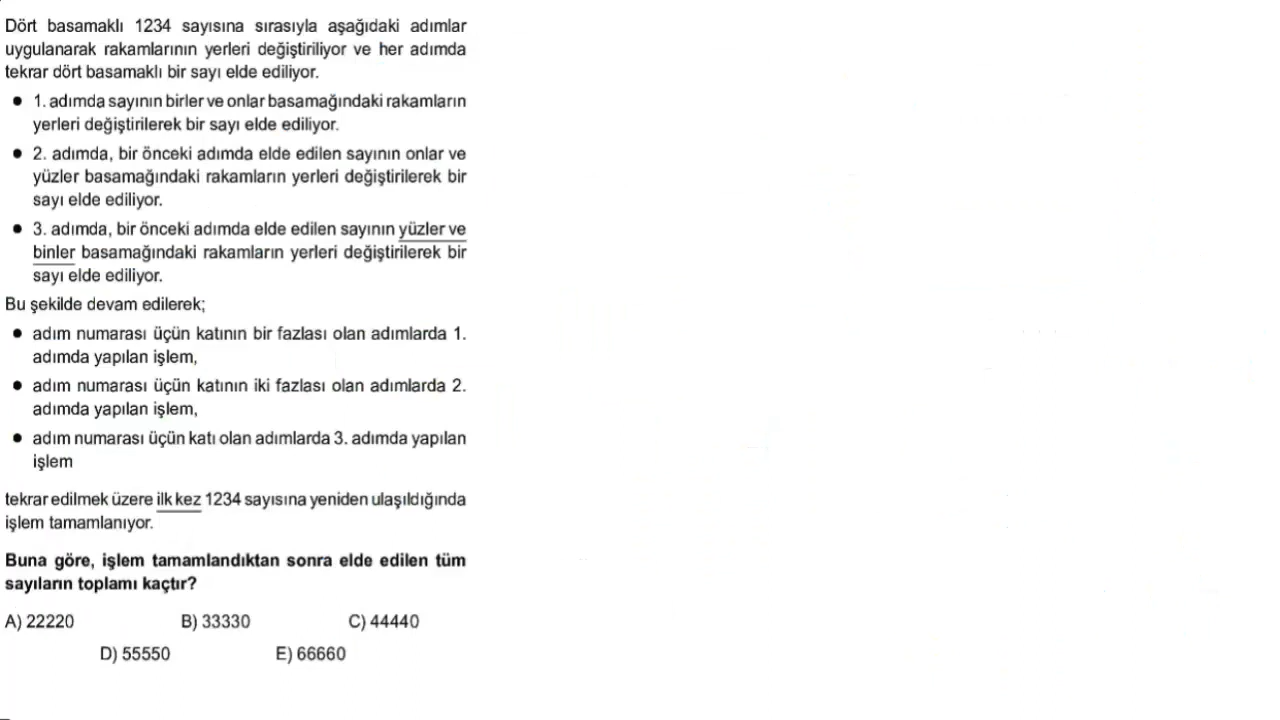 Dört basamaklı 1234 sayısına sırasıyla aşağıdaki adımlar
uygulanarak rakamlarının yerleri değiştiriliyor ve her adımda
tekrar dört basamaklı bir sayı elde ediliyor.
● 1. adımda sayının birler ve onlar basamağındaki rakamların
yerleri değiştirilerek bir sayı elde ediliyor.
● 2. adımda, bir önceki adımda elde edilen sayının onlar ve
yüzler basamağındaki rakamların yerleri değiştirilerek bir
sayı elde ediliyor.
● 3. adımda, bir önceki adımda elde edilen sayının yüzler ve
binler basamağındaki rakamların yerleri değiştirilerek bir
sayı elde ediliyor.
Bu şekilde devam edilerek;
● adım numarası üçün katının bir fazlası olan adımlarda 1.
adımda yapılan işlem,
● adım numarası üçün katının iki fazlası olan adımlarda 2.
adımda yapılan işlem,
● adım numarası üçün katı olan adımlarda 3. adımda yapılan
işlem
tekrar edilmek üzere ilk kez 1234 sayısına yeniden ulaşıldığında
işlem tamamlanıyor.
Buna göre, işlem tamamlandıktan sonra elde edilen tüm
sayıların toplamı kaçtır?
A) 22220 B) 33330 C) 44440
D) 55550 E) 66660